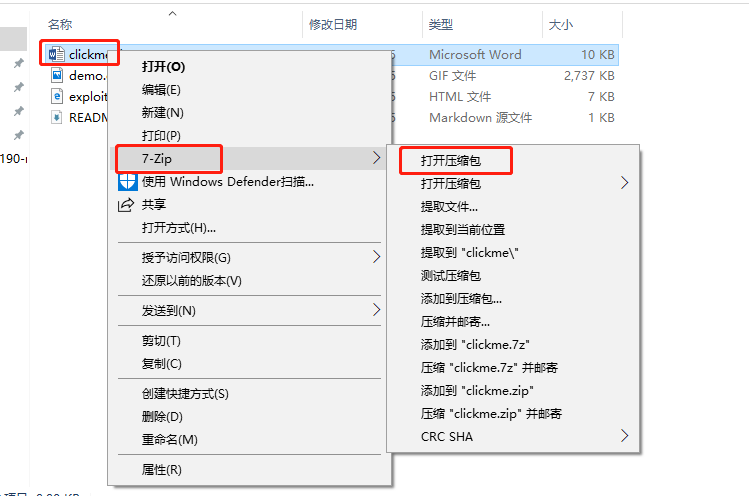 名称 修改日期 类型 大小
clickme Microsoft Word 10 KB
demo. GIF 文件 2,737 KB
exploit HTML 文件 7 KB
READM Markdown 源文件 1 KB
190-r
打开(O)
编辑(E)
新建(N)
打印(P)
7-Zip
使用 Windows Defender扫描...
共享
打开方式(H)...
授予访问权限(G)
还原以前的版本(V)
发送到(N)
剪切(T)
复制(C)
创建快捷方式(S)
删除(D)
重命名(M)
属性(R)
打开压缩包
打开压缩包
提取文件...
提取到当前位置
提取到 "clickme\"
测试压缩包
添加到压缩包...
压缩并邮寄...
添加到 "clickme.7z"
压缩 "clickme.7z" 并邮寄
添加到 "clickme.zip"
压缩 "clickme.zip" 并邮寄
CRC SHA